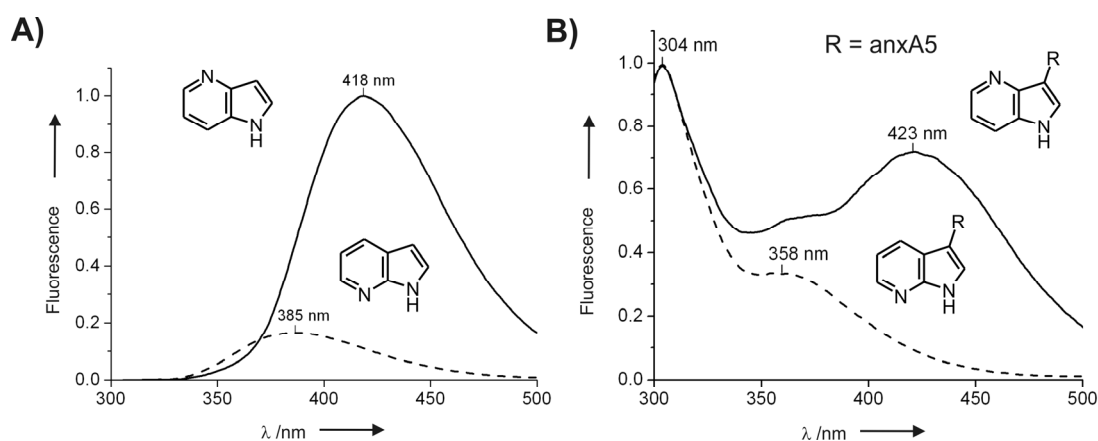 A)
Fluorescence
1.0
0.8
0.6
0.4
0.2
0.0
300
350
400
450
500
λ /nm
418 nm
385 nm
N
N
H
N
N
H
B)
R = anxA5
Fluorescence
1.0
0.8
0.6
0.4
0.2
0.0
300
350
400
450
500
λ /nm
304 nm
423 nm
358 nm
R
N
N
H
R
N
N
H